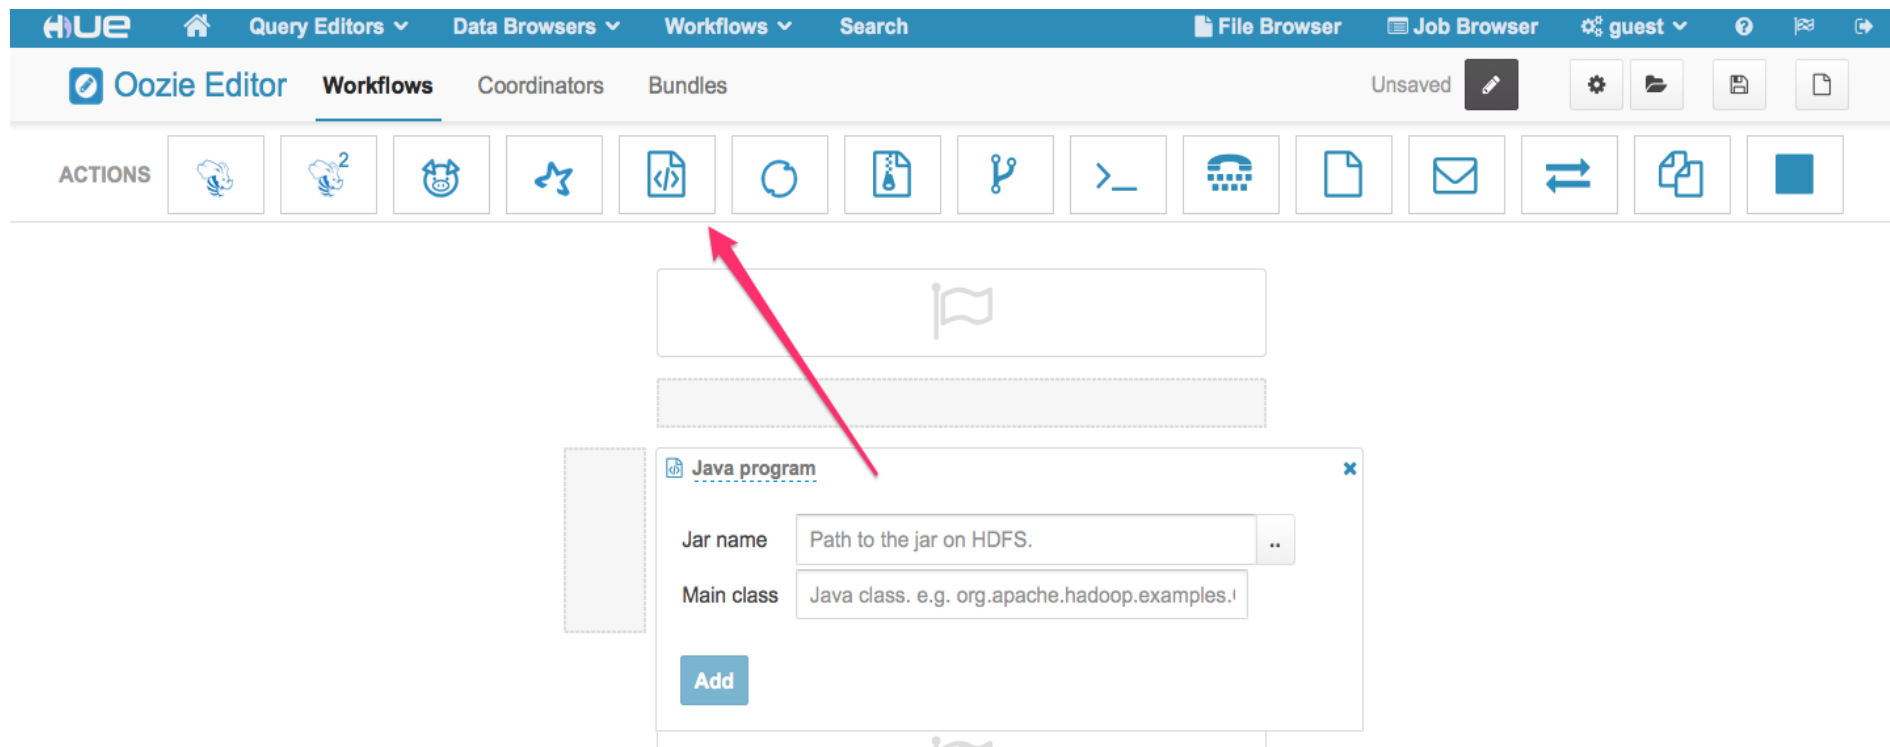 HUE Query Editors Data Browsers Workflows Search File Browser Job Browser guest
Oozie Editor Workflows Coordinators Bundles Unsaved
ACTIONS 2
Java program
Jar name Path to the jar on HDFS. ..
Main class Java class. e.g. org.apache.hadoop.examples.
Add